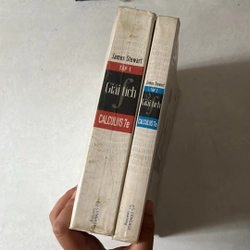 James Stewart
TẬP 1
Giải tích
CALCULUS 7e
James Stewart
TẬP 2
Giải tích
CALCULUS 7e